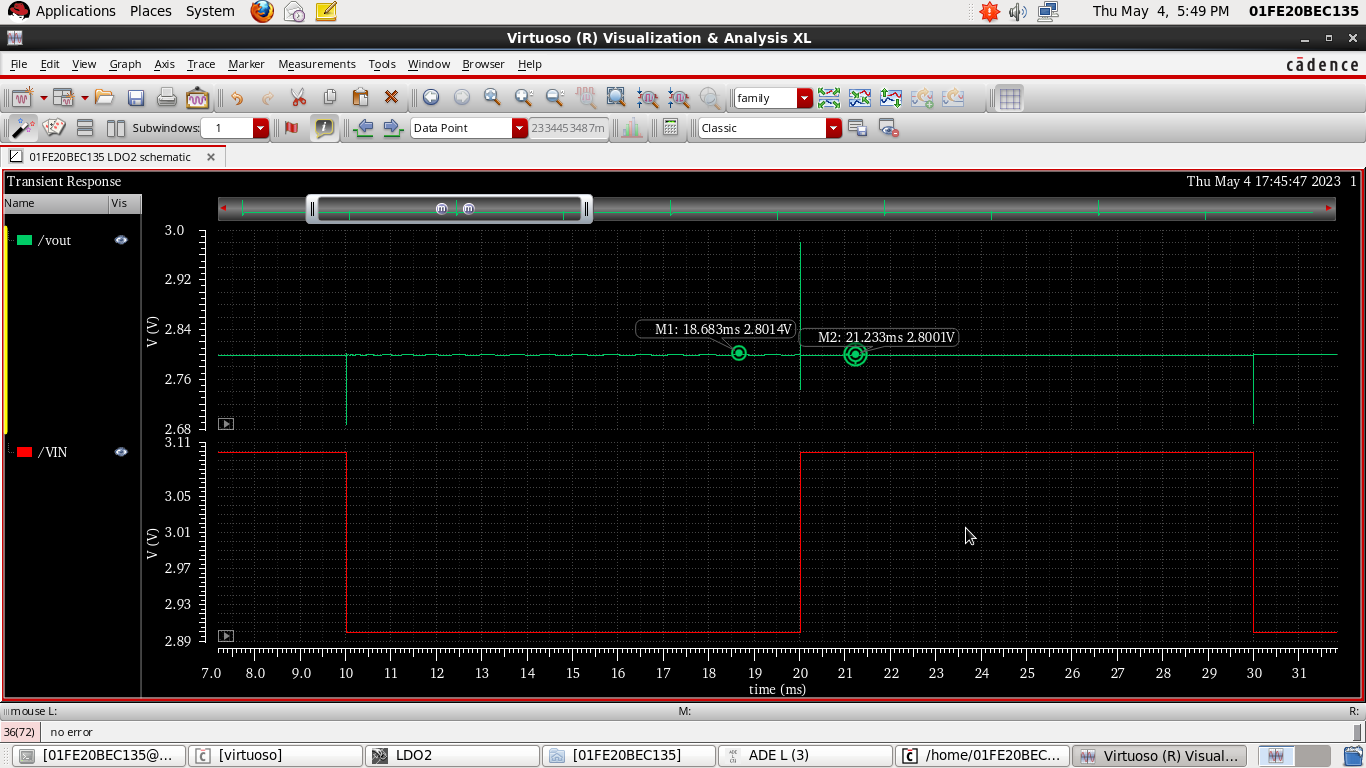 Applications Places System Thu May 4, 5:49 PM 01FE20BEC135
Virtuoso (R) Visualization & Analysis XL
File Edit View Graph Axis Trace Marker Measurements Tools Window Browser Help cādence
family
Subwindows: 1 Data Point 2334453487m Classic
01FE20BEC135 LDO2 schematic
Transient Response Thu May 4 17:45:47 2023 1
Name Vis
/vout
3.0
2.92
2.84
2.76
2.68
V (V)
M1: 18.683ms 2.8014V
M2: 21.233ms 2.8001V
/VIN
3.11
3.05
3.01
2.97
2.93
2.89
V (V)
7.0 8.0 9.0 10 11 12 13 14 15 16 17 18 19 20 21 22 23 24 25 26 27 28 29 30 31
time (ms)
mouse L: M: R:
36(72) no error
[01FE20BEC135@... [virtuoso] LDO2 [01FE20BEC135] ADE L (3) /home/01FE20BEC... Virtuoso (R) Visual...